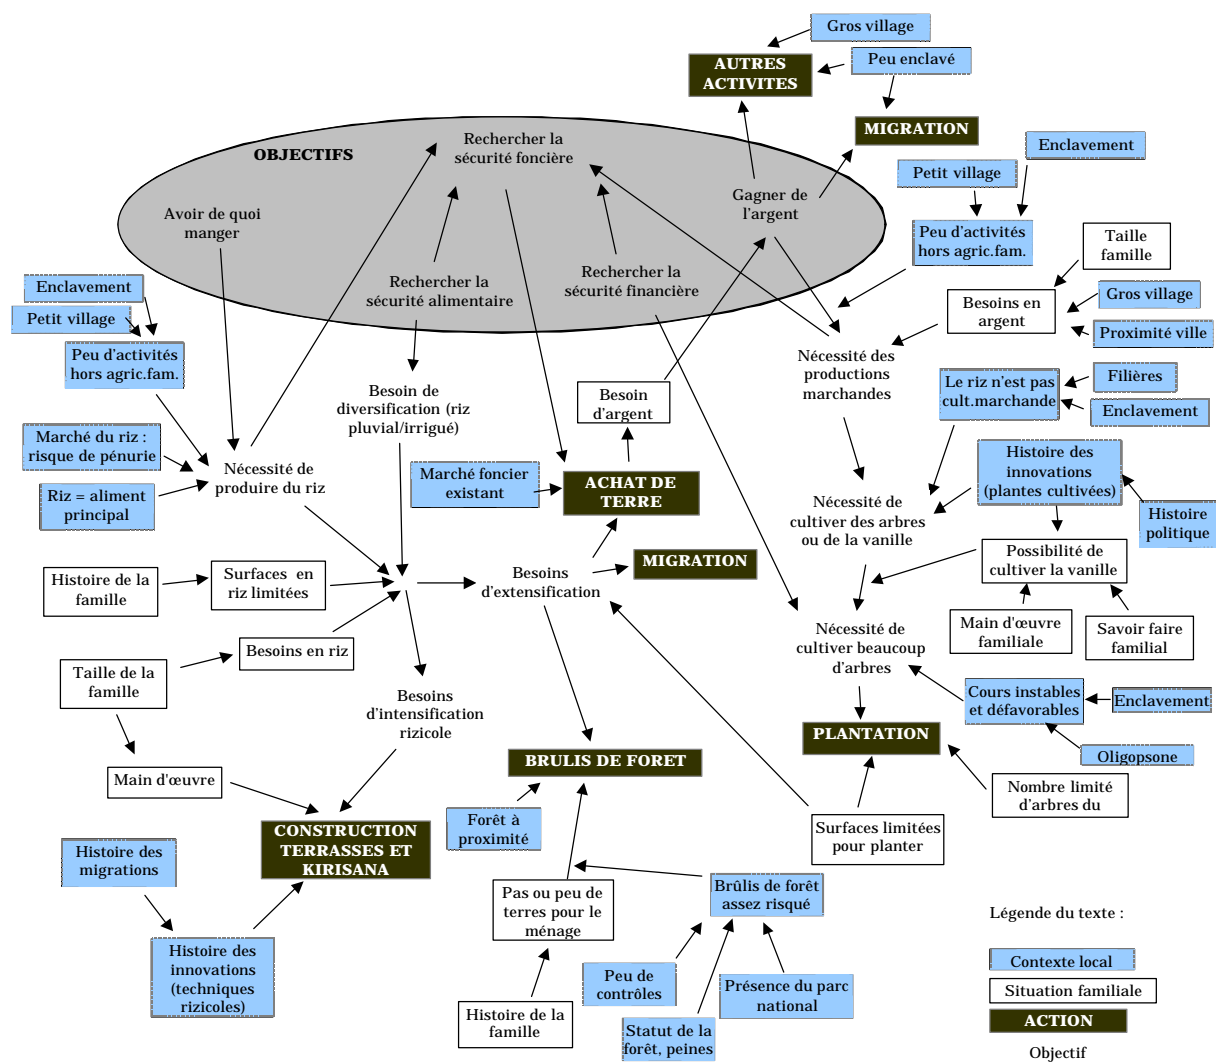 Gros village
AUTRES
ACTIVITES
Peu enclavé
MIGRATION
Enclavement
Petit village
OBJECTIFS
Rechercher la
sécurité foncière
Gagner de
l'argent
Avoir de quoi
manger
Peu d'activités
hors agric.fam.
Taille
famille
Rechercher la
sécurité alimentaire
Rechercher la
sécurité financière
Enclavement
Petit village
Besoins en
argent
Gros village
Proximité ville
Peu d'activités
hors agric.fam.
Nécessité des
productions
marchandes
Besoin de
diversification (riz
pluvial/irrigué)
Besoin
d'argent
Le riz n'est pas
cult.marchande
Filières
Enclavement
Marché du riz :
risque de pénurie
Nécessité de
produire du riz
Riz = aliment
principal
Marché foncier
existant
ACHAT DE
TERRE
Histoire des
innovations
(plantes cultivées)
Histoire
politique
Nécessité de
cultiver des arbres
ou de la vanille
MIGRATION
Possibilité de
cultiver la vanille
Histoire de la
famille
Surfaces en
riz limitées
Besoins
d'extensification
Main d'œuvre
familiale
Savoir faire
familial
Besoins en riz
Nécessité de
cultiver beaucoup
d'arbres
Taille de la
famille
Besoins
d'intensification
rizicole
Cours instables
et défavorables
Enclavement
PLANTATION
Oligopsone
BRULIS DE FORET
Main d'œuvre
Nombre limité
d'arbres du
Forêt à
proximité
Surfaces limitées
pour planter
CONSTRUCTION
TERRASSES ET
KIRISANA
Histoire des
migrations
Pas ou peu de
terres pour le
ménage
Brûlis de forêt
assez risqué
Histoire des
innovations
(techniques
rizicoles)
Peu de
contrôles
Présence du parc
national
Histoire de la
famille
Statut de la
forêt, peines
Légende du texte :
Contexte local
Situation familiale
ACTION
Objectif